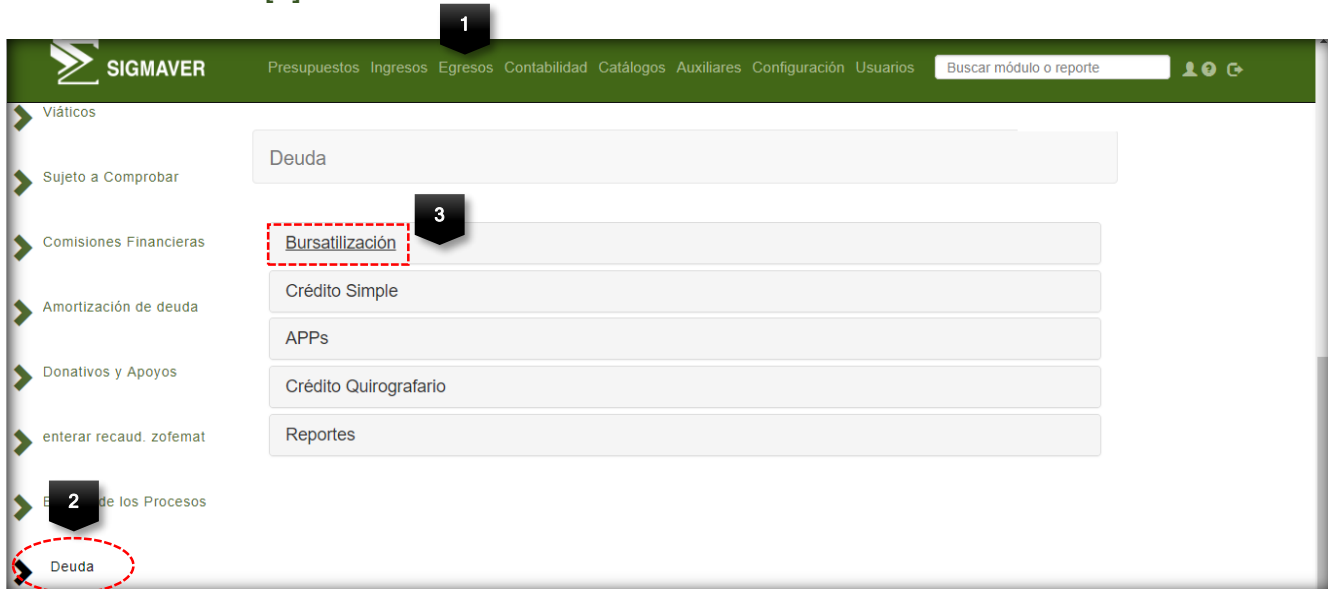 1
SIGMAVER
Presupuestos Ingresos Egresos Contabilidad Catálogos Auxiliares Configuración Usuarios Buscar módulo o reporte
Viáticos
Sujeto a Comprobar
Comisiones Financieras
Amortización de deuda
Donativos y Apoyos
enterar recaud. zofemat
de los Procesos
2
Deuda
Deuda
3
Bursatilización
Crédito Simple
APPs
Crédito Quirografario
Reportes